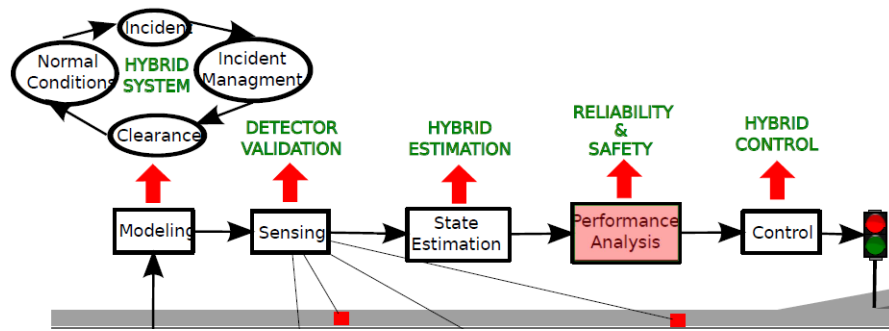 Incident
Normal
Conditions
HYBRID
SYSTEM
Incident
Managment
Clearance
DETECTOR
VALIDATION
HYBRID
ESTIMATION
RELIABILITY
&
SAFETY
HYBRID
CONTROL
Modeling
Sensing
State
Estimation
Performance
Analysis
Control